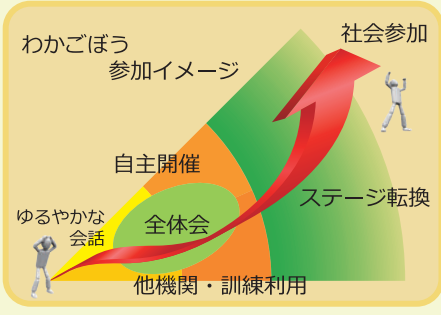 わかごぼう
参加イメージ
社会参加
自主開催
ステージ転換
ゆるやかな
会話
全体会
他機関・訓練利用